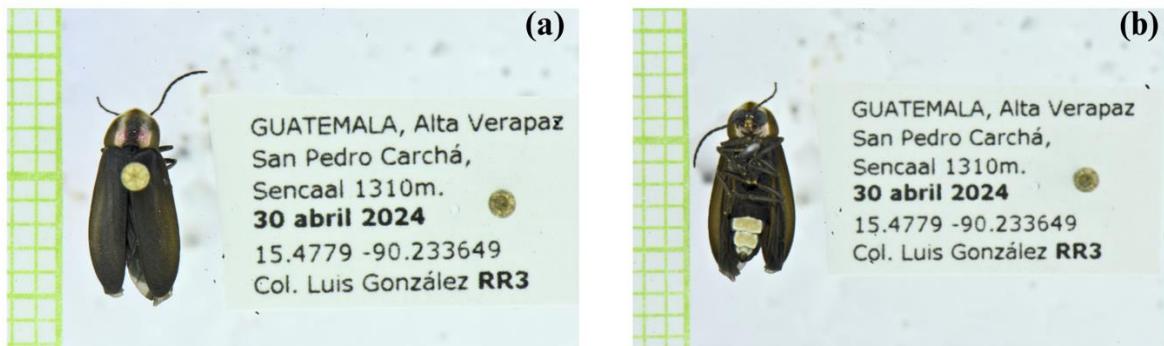 (a)
GUATEMALA, Alta Verapaz
San Pedro Carchá,
Sencaal 1310m.
30 abril 2024
15.4779 -90.233649
Col. Luis González RR3
(b)
GUATEMALA, Alta Verapaz
San Pedro Carchá,
Sencaal 1310m.
30 abril 2024
15.4779 -90.233649
Col. Luis González RR3